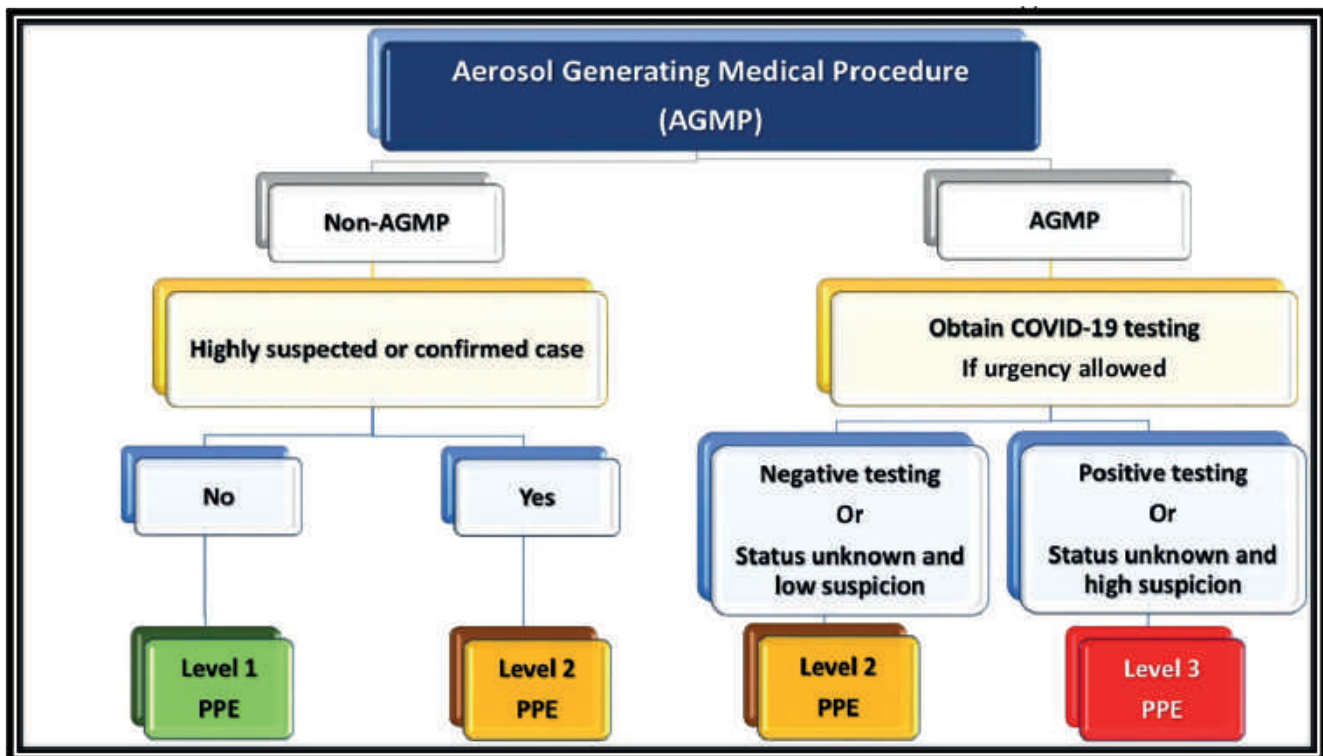 Aerosol Generating Medical Procedure
(AGMP)
Non-AGMP
AGMP
Highly suspected or confirmed case
Obtain COVID-19 testing
If urgency allowed
No
Yes
Negative testing
Or
Status unknown and
low suspicion
Positive testing
Or
Status unknown and
high suspicion
Level 1
PPE
Level 2
PPE
Level 2
PPE
Level 3
PPE